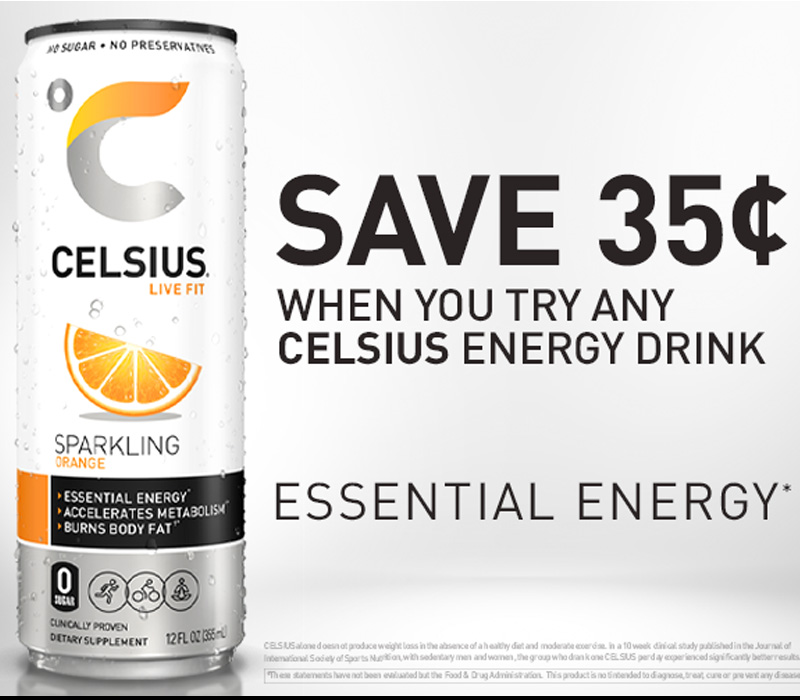 NO SUGAR • NO PRESERVATIVES
CELSIUS.
LIVE FIT
SPARKLING
ORANGE
ESSENTIAL ENERGY*
ACCELERATES METABOLISM*†
BURNS BODY FAT*†
0
SUGAR
CLINICALLY PROVEN
DIETARY SUPPLEMENT
12 FL OZ (355 mL)
SAVE 35¢
WHEN YOU TRY ANY
CELSIUS ENERGY DRINK
ESSENTIAL ENERGY*
CELSIUS alone does not produce weight loss in the absence of a healthy diet and moderate exercise. In a 10 week clinical study published in the Journal of
International Society of Sports Nutrition, with sedentary men and women, the group who drank one CELSIUS per day experienced significantly better results
*These statements have not been evaluated but the Food & Drug Administration. This product is no tintended to diagnose, treat, cure or prevent any disease